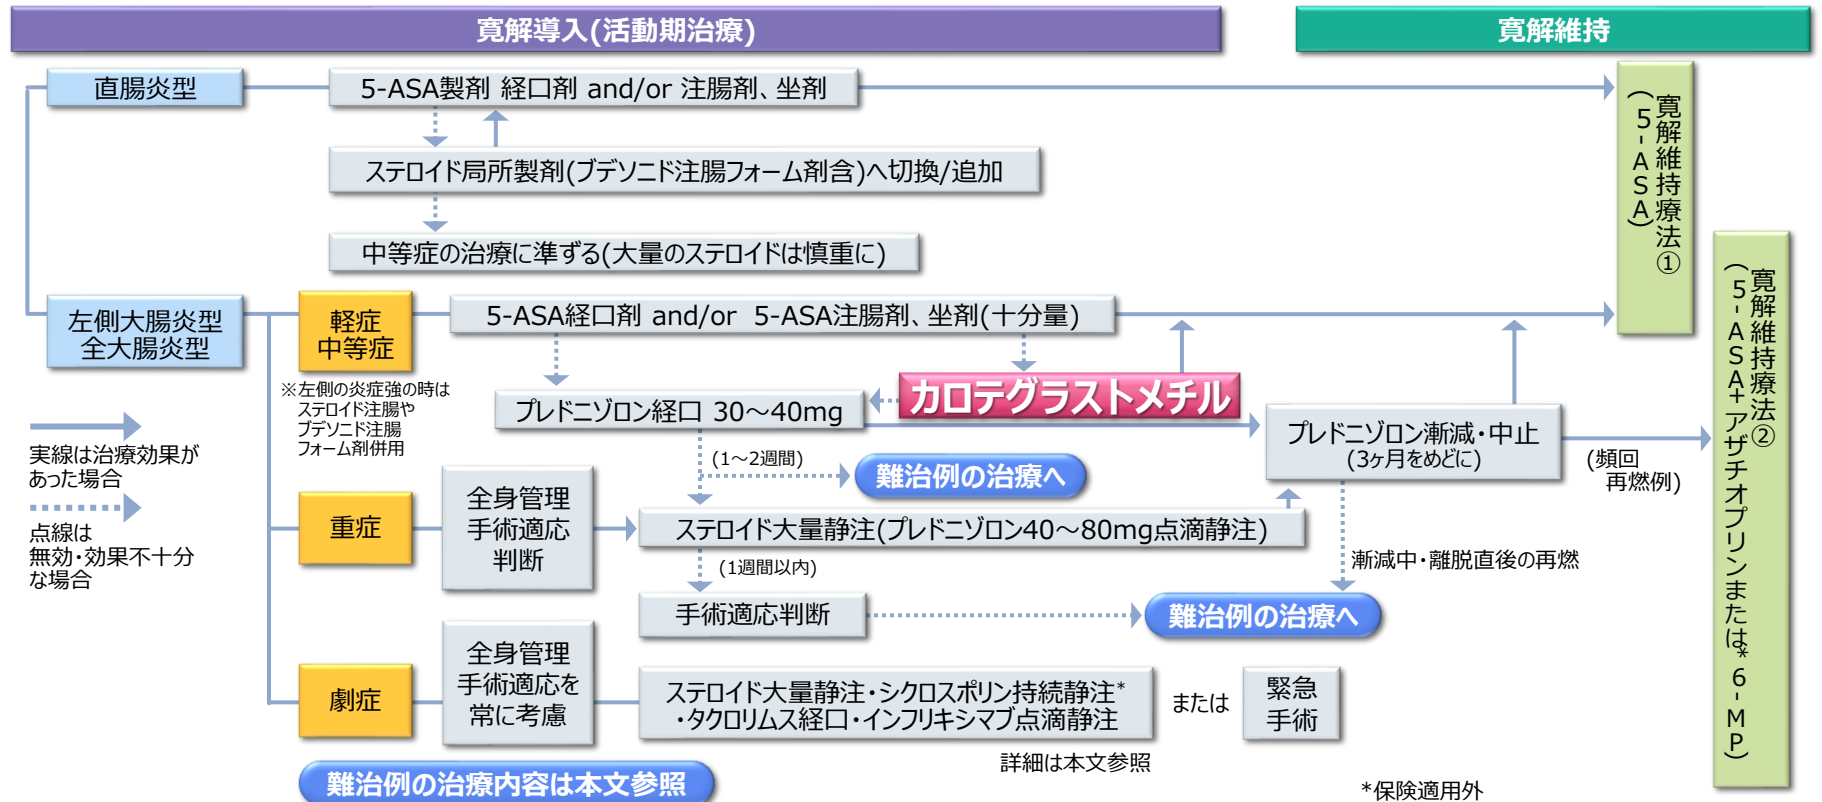 寛解導入(活動期治療)
寛解維持
直腸炎型
5-ASA製剤 経口剤 and/or 注腸剤、坐剤
ステロイド局所製剤(ブデソニド注腸フォーム剤含)へ切換/追加
中等症の治療に準ずる(大量のステロイドは慎重に)
寛解維持療法①
(5-ASA)
左側大腸炎型
全大腸炎型
軽症
中等症
5-ASA経口剤 and/or 5-ASA注腸剤、坐剤(十分量)
※左側の炎症強の時は
ステロイド注腸や
ブデソニド注腸
フォーム剤併用
プレドニゾロン経口 30～40mg
カロテグラストメチル
プレドニゾロン漸減・中止
(3ヶ月をめどに)
(頻回
再燃例)
寛解維持療法②
(5-ASA+アザチオプリンまたは*6-MP)
(1～2週間)
難治例の治療へ
実線は治療効果が
あった場合
点線は
無効・効果不十分
な場合
重症
全身管理
手術適応
判断
ステロイド大量静注(プレドニゾロン40～80mg点滴静注)
(1週間以内)
漸減中・離脱直後の再燃
手術適応判断
難治例の治療へ
劇症
全身管理
手術適応を
常に考慮
ステロイド大量静注・シクロスポリン持続静注*
・タクロリムス経口・インフリキシマブ点滴静注
または
緊急
手術
詳細は本文参照
難治例の治療内容は本文参照
*保険適用外